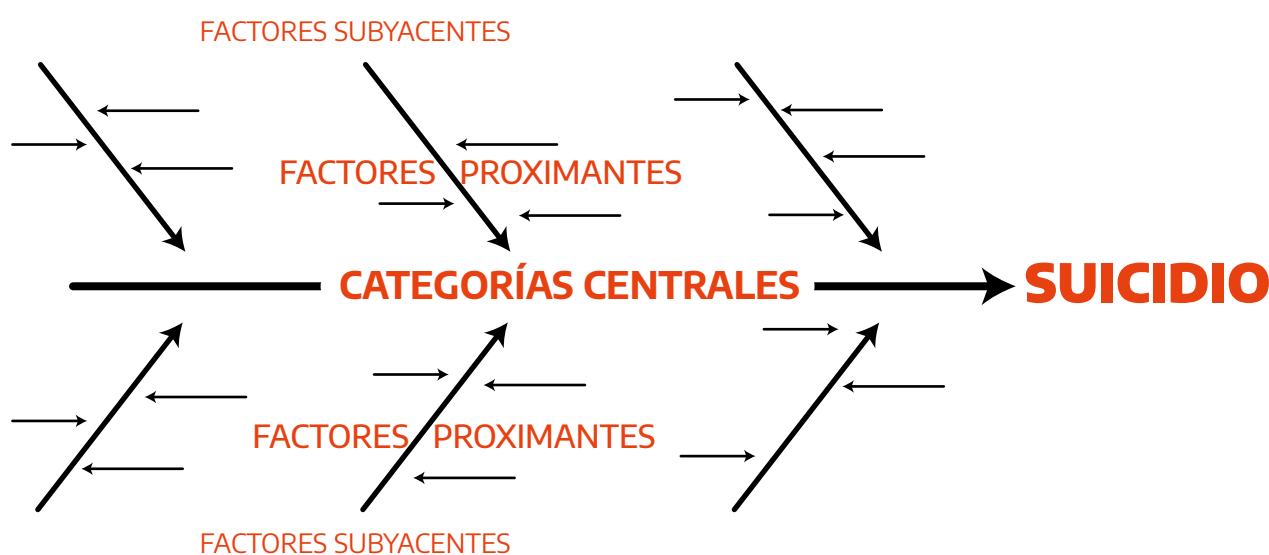 FACTORES SUBYACENTES
FACTORES PROXIMANTES
CATEGORÍAS CENTRALES
SUICIDIO
FACTORES PROXIMANTES
FACTORES SUBYACENTES